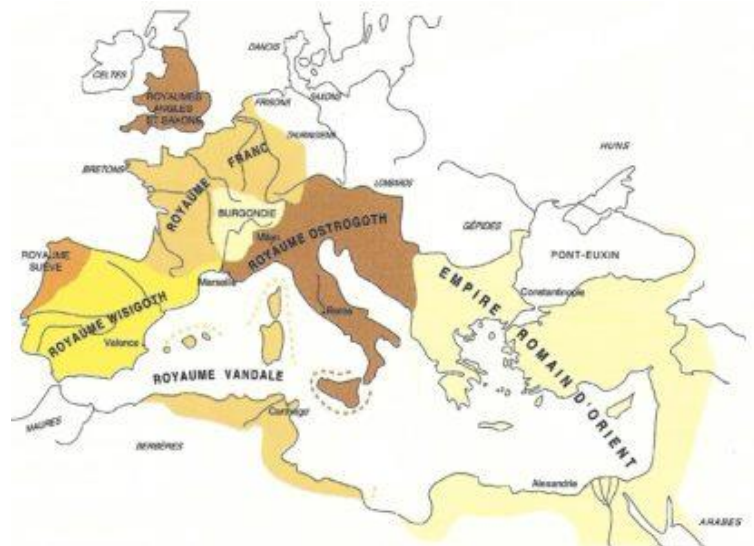 DANOIS
CELTES
ROYAUMES
ANGLES
ET SAXONS
FRISONS
SAXONS
THURINGIENS
BRETONS
ROYAUME FRANC
LOMBARDS
HUNS
BURGONDIE
GÉPIDES
Milan
ROYAUME OSTROGOTH
PONT-EUXIN
ROYAUME
SUÈVE
Marseille
Constantinople
ROYAUME WISIGOTH
Rome
EMPIRE ROMAIN D'ORIENT
Valence
ROYAUME VANDALE
Carthage
MAURES
BERBÈRES
Alexandrie
ARABES